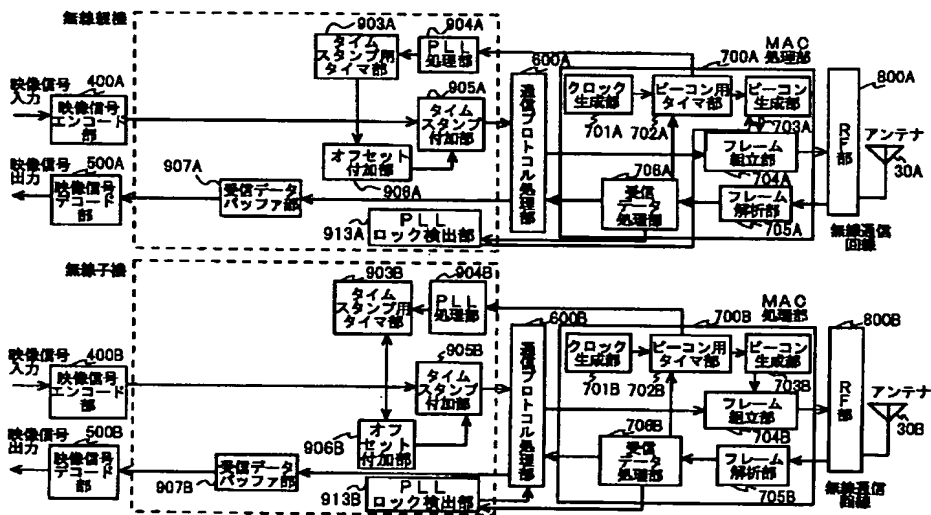 無線親機
映像信号
入力
400A
映像信号
エンコード
部
映像信号
出力
500A
映像信号
デコード
部
903A
タイム
スタンプ用
タイマ部
904A
PLL
処理部
905A
タイム
スタンプ
付加部
オフセット
付加部
906A
907A
受信データ
バッファ部
913A
PLL
ロック検出部
600A
通信プロトコル処理部
700A
MAC
処理部
クロック
生成部
701A
ビーコン用
タイマ部
702A
ビーコン
生成部
703A
フレーム
組立部
704A
706A
受信
データ
処理部
フレーム
解析部
705A
800A
RF部
アンテナ
30A
無線通信
回線
無線子機
映像信号
入力
400B
映像信号
エンコード
部
映像信号
出力
500B
映像信号
デコード
部
903B
タイム
スタンプ用
タイマ部
904B
PLL
処理部
905B
タイム
スタンプ
付加部
906B
オフ
セット
付加部
受信データ
バッファ部
907B
913B
PLL
ロック検出部
600B
通信プロトコル処理部
700B
MAC
処理部
クロック
生成部
701B
ビーコン用
タイマ部
702B
ビーコン
生成部
703B
フレーム
組立部
704B
706B
受信
データ
処理部
フレーム
解析部
705B
800B
RF部
アンテナ
30B
無線通信
回線